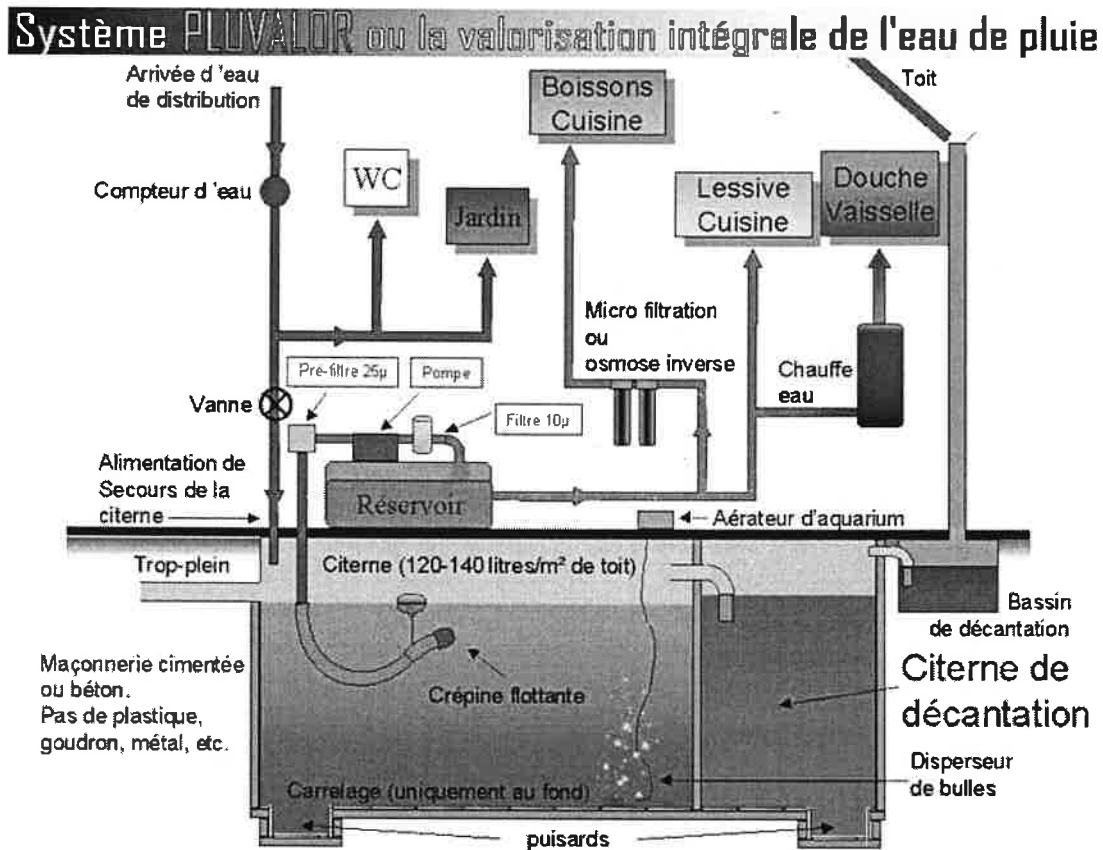 Système PLUVALOR ou la valorisation intégrale de l'eau de pluie
Arrivée d 'eau
de distribution
Toit
Boissons
Cuisine
Compteur d 'eau
WC
Jardin
Lessive
Cuisine
Douche
Vaisselle
Micro filtration
ou
osmose inverse
Chauffe
eau
Pré-filtre 25µ
Pompe
Vanne
Filtre 10µ
Alimentation de
Secours de la
citerne
Réservoir
Aérateur d'aquarium
Trop-plein
Citerne (120-140 litres/m² de toit)
Bassin
de décantation
Maçonnerie cimentée
ou béton.
Pas de plastique,
goudron, métal, etc.
Crépine flottante
Citerne de
décantation
Disperseur
de bulles
Carrelage (uniquement au fond)
puisards